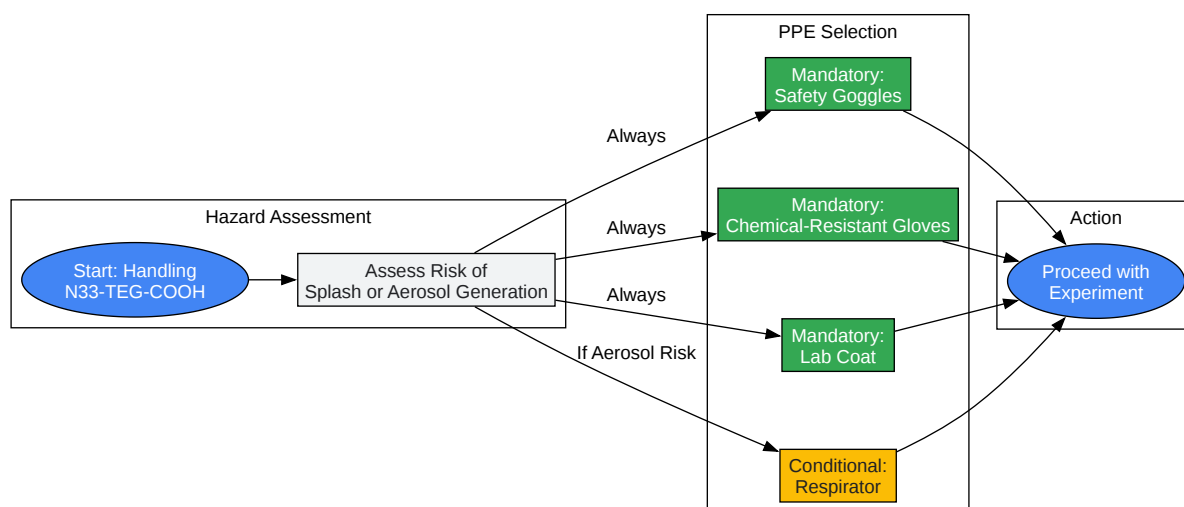 Hazard Assessment
Start: Handling
N33-TEG-COOH
Assess Risk of
Splash or Aerosol Generation
Always
Always
Always
If Aerosol Risk
PPE Selection
Mandatory:
Safety Goggles
Mandatory:
Chemical-Resistant Gloves
Mandatory:
Lab Coat
Conditional:
Respirator
Action
Proceed with
Experiment